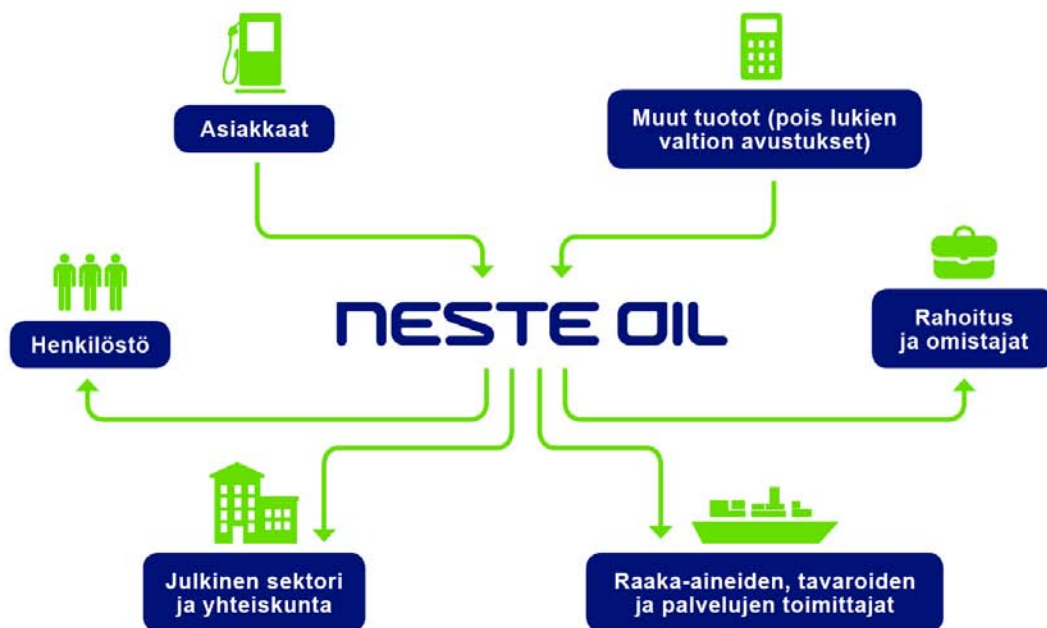 Asiakkaat
Muut tuotot (pois lukien
valtion avustukset)
Henkilöstö
NESTE OIL
Rahoitus
ja omistajat
Julkinen sektori
ja yhteiskunta
Raaka-aineiden, tavaroiden
ja palvelujen toimittajat